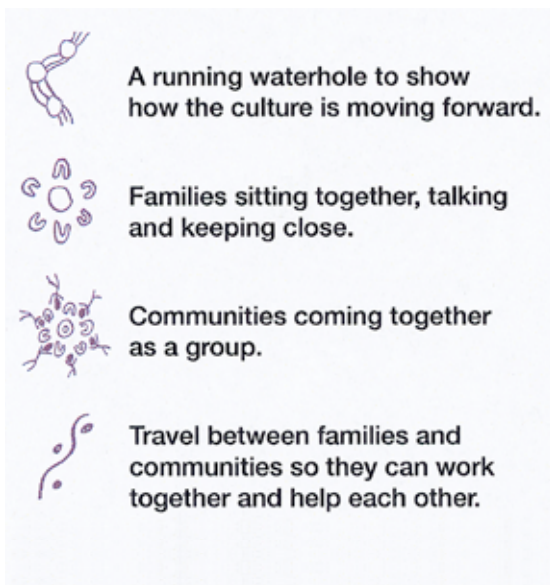 A running waterhole to show
how the culture is moving forward.
Families sitting together, talking
and keeping close.
Communities coming together
as a group.
Travel between families and
communities so they can work
together and help each other.